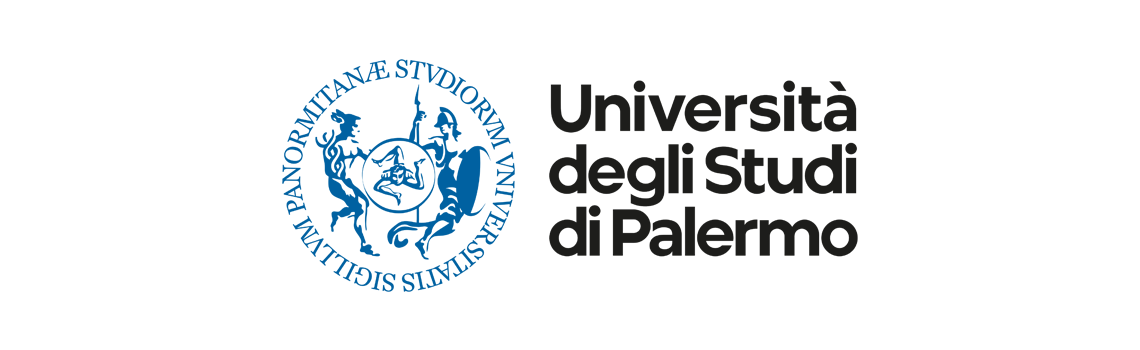 SIGILLVM PANORMITANÆ STVDIORVM VNIVERSITATIS
Università
degli Studi
di Palermo